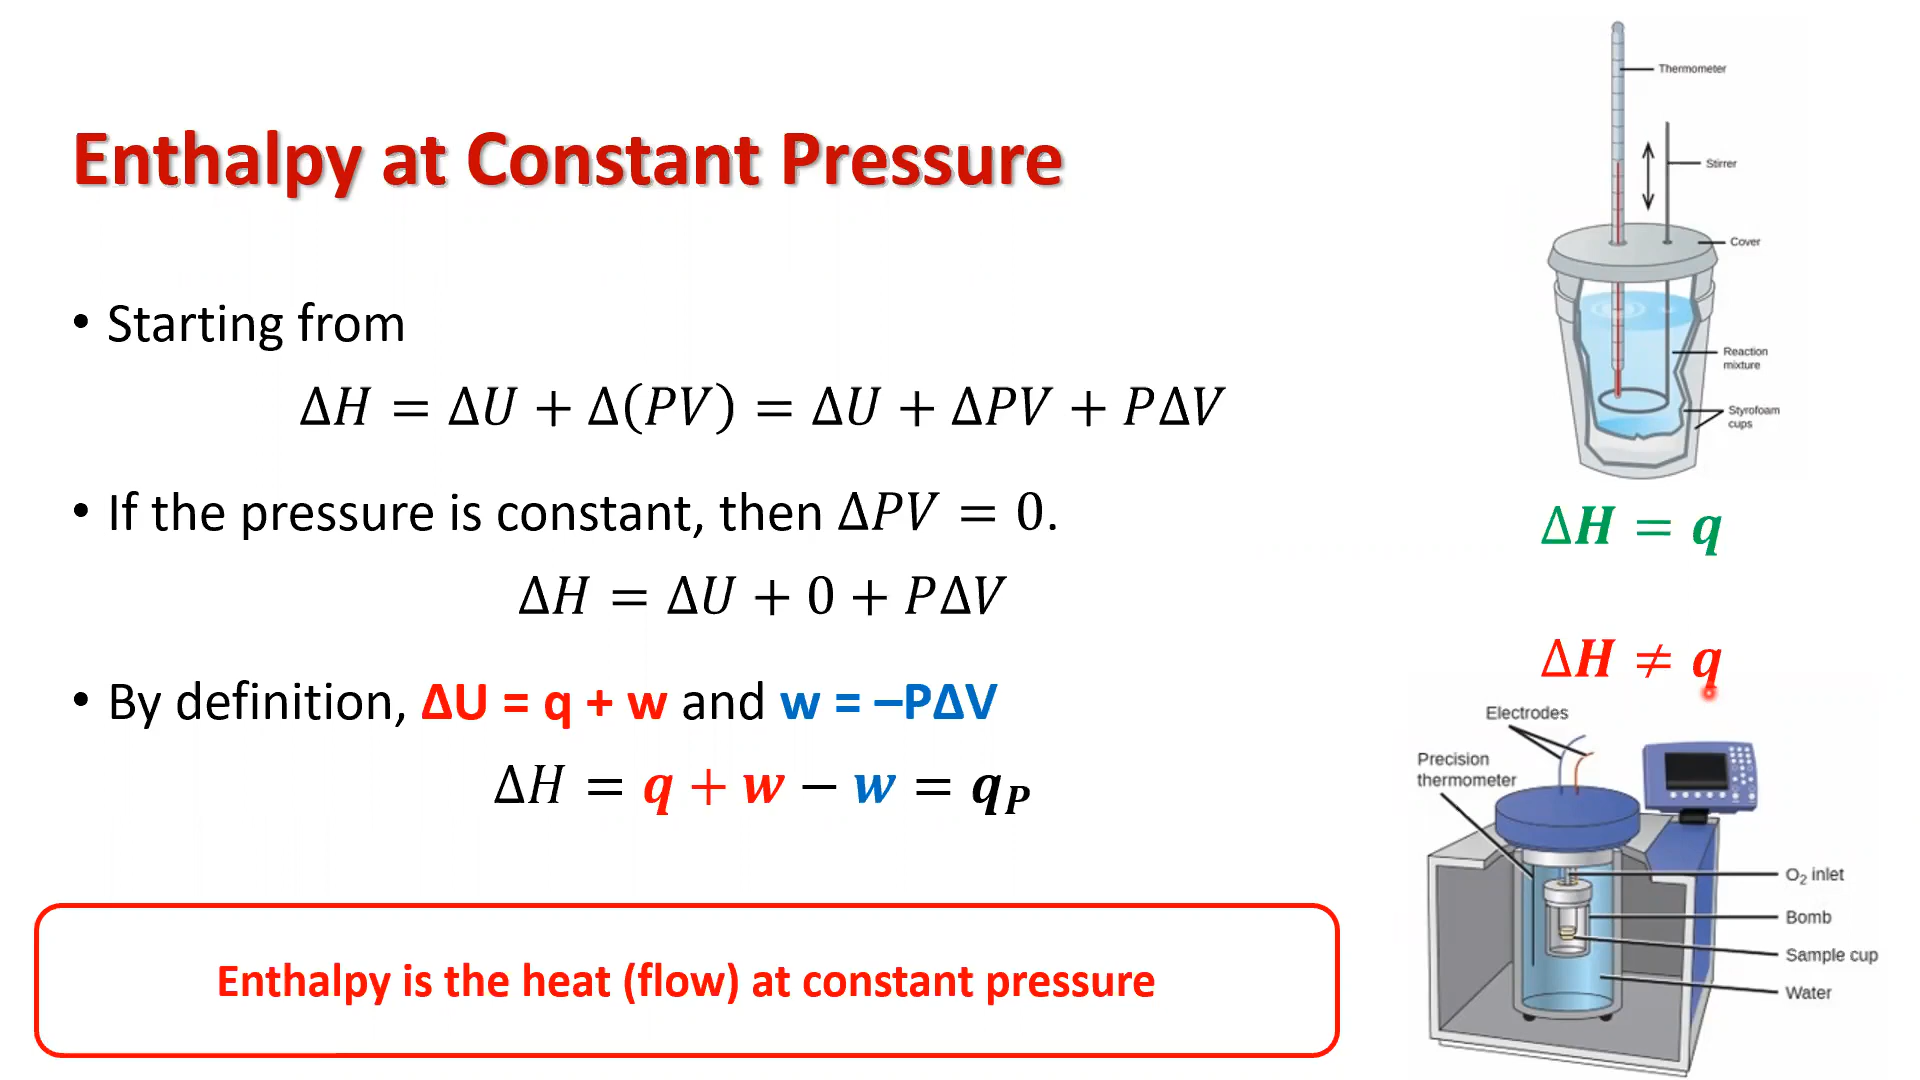 Enthalpy at Constant Pressure
• Starting from
ΔH = ΔU + Δ(PV) = ΔU + ΔPV + PΔV
• If the pressure is constant, then ΔPV = 0.
ΔH = ΔU + 0 + PΔV
• By definition, ΔU = q + w and w = –PΔV
ΔH = q + w − w = q_P
Enthalpy is the heat (flow) at constant pressure
Thermometer
Stirrer
Cover
Reaction
mixture
Styrofoam
cups
ΔH = q
ΔH ≠ q
Electrodes
Precision
thermometer
O₂ inlet
Bomb
Sample cup
Water